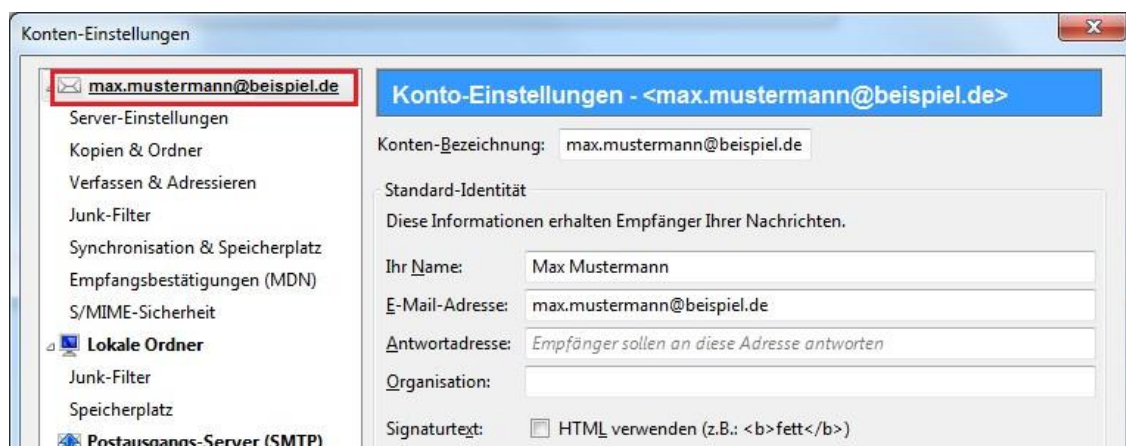 Konten-Einstellungen
max.mustermann@beispiel.de
Server-Einstellungen
Kopien & Ordner
Verfassen & Adressieren
Junk-Filter
Synchronisation & Speicherplatz
Empfangsbestätigungen (MDN)
S/MIME-Sicherheit
Lokale Ordner
Junk-Filter
Speicherplatz
Postausgangs-Server (SMTP)
Konto-Einstellungen - <max.mustermann@beispiel.de>
Konten-Bezeichnung: max.mustermann@beispiel.de
Standard-Identität
Diese Informationen erhalten Empfänger Ihrer Nachrichten.
Ihr Name: Max Mustermann
E-Mail-Adresse: max.mustermann@beispiel.de
Antwortadresse: Empfänger sollen an diese Adresse antworten
Organisation:
Signaturtext: HTML verwenden (z.B.: <b>fett</b>)